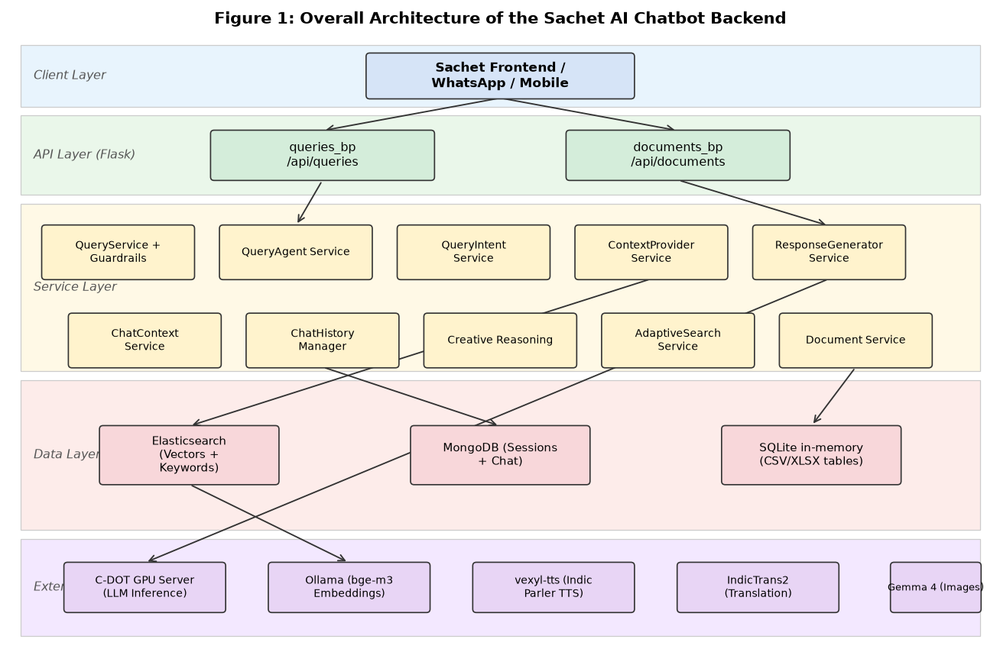 Figure 1: Overall Architecture of the Sachet AI Chatbot Backend
Client Layer
Sachet Frontend /
WhatsApp / Mobile
API Layer (Flask)
queries_bp
/api/queries
documents_bp
/api/documents
Service Layer
QueryService +
Guardrails
QueryAgent Service
QueryIntent
Service
ContextProvider
Service
ResponseGenerator
Service
ChatContext
Service
ChatHistory
Manager
Creative Reasoning
AdaptiveSearch
Service
Document Service
Data Layer
Elasticsearch
(Vectors +
Keywords)
MongoDB (Sessions
+ Chat)
SQLite in-memory
(CSV/XLSX tables)
C-DOT GPU Server
(LLM Inference)
Ollama (bge-m3
Embeddings)
vexyl-tts (Indic
Parler TTS)
IndicTrans2
(Translation)
Gemma 4 (Images)